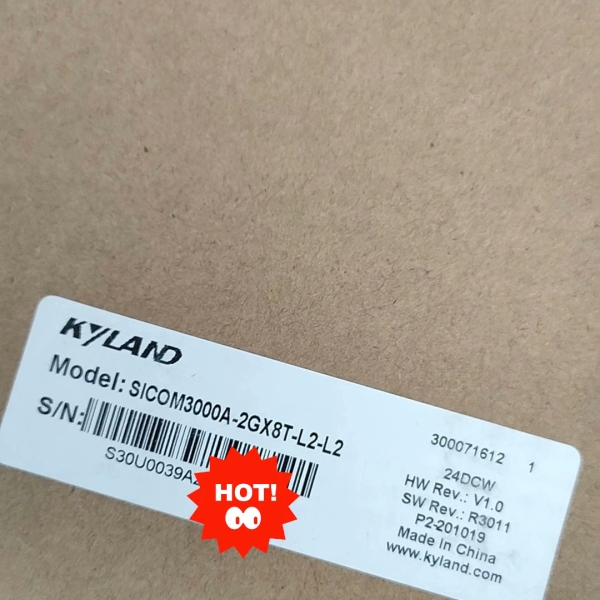 KYLAND
Model: SICOM3000A-2GX8T-L2-L2
S/N:
S30U0039A
HOT!
300071612 1
24DCW
HW Rev.: V1.0
SW Rev.: R3011
P2-201019
Made In China
www.kyland.com